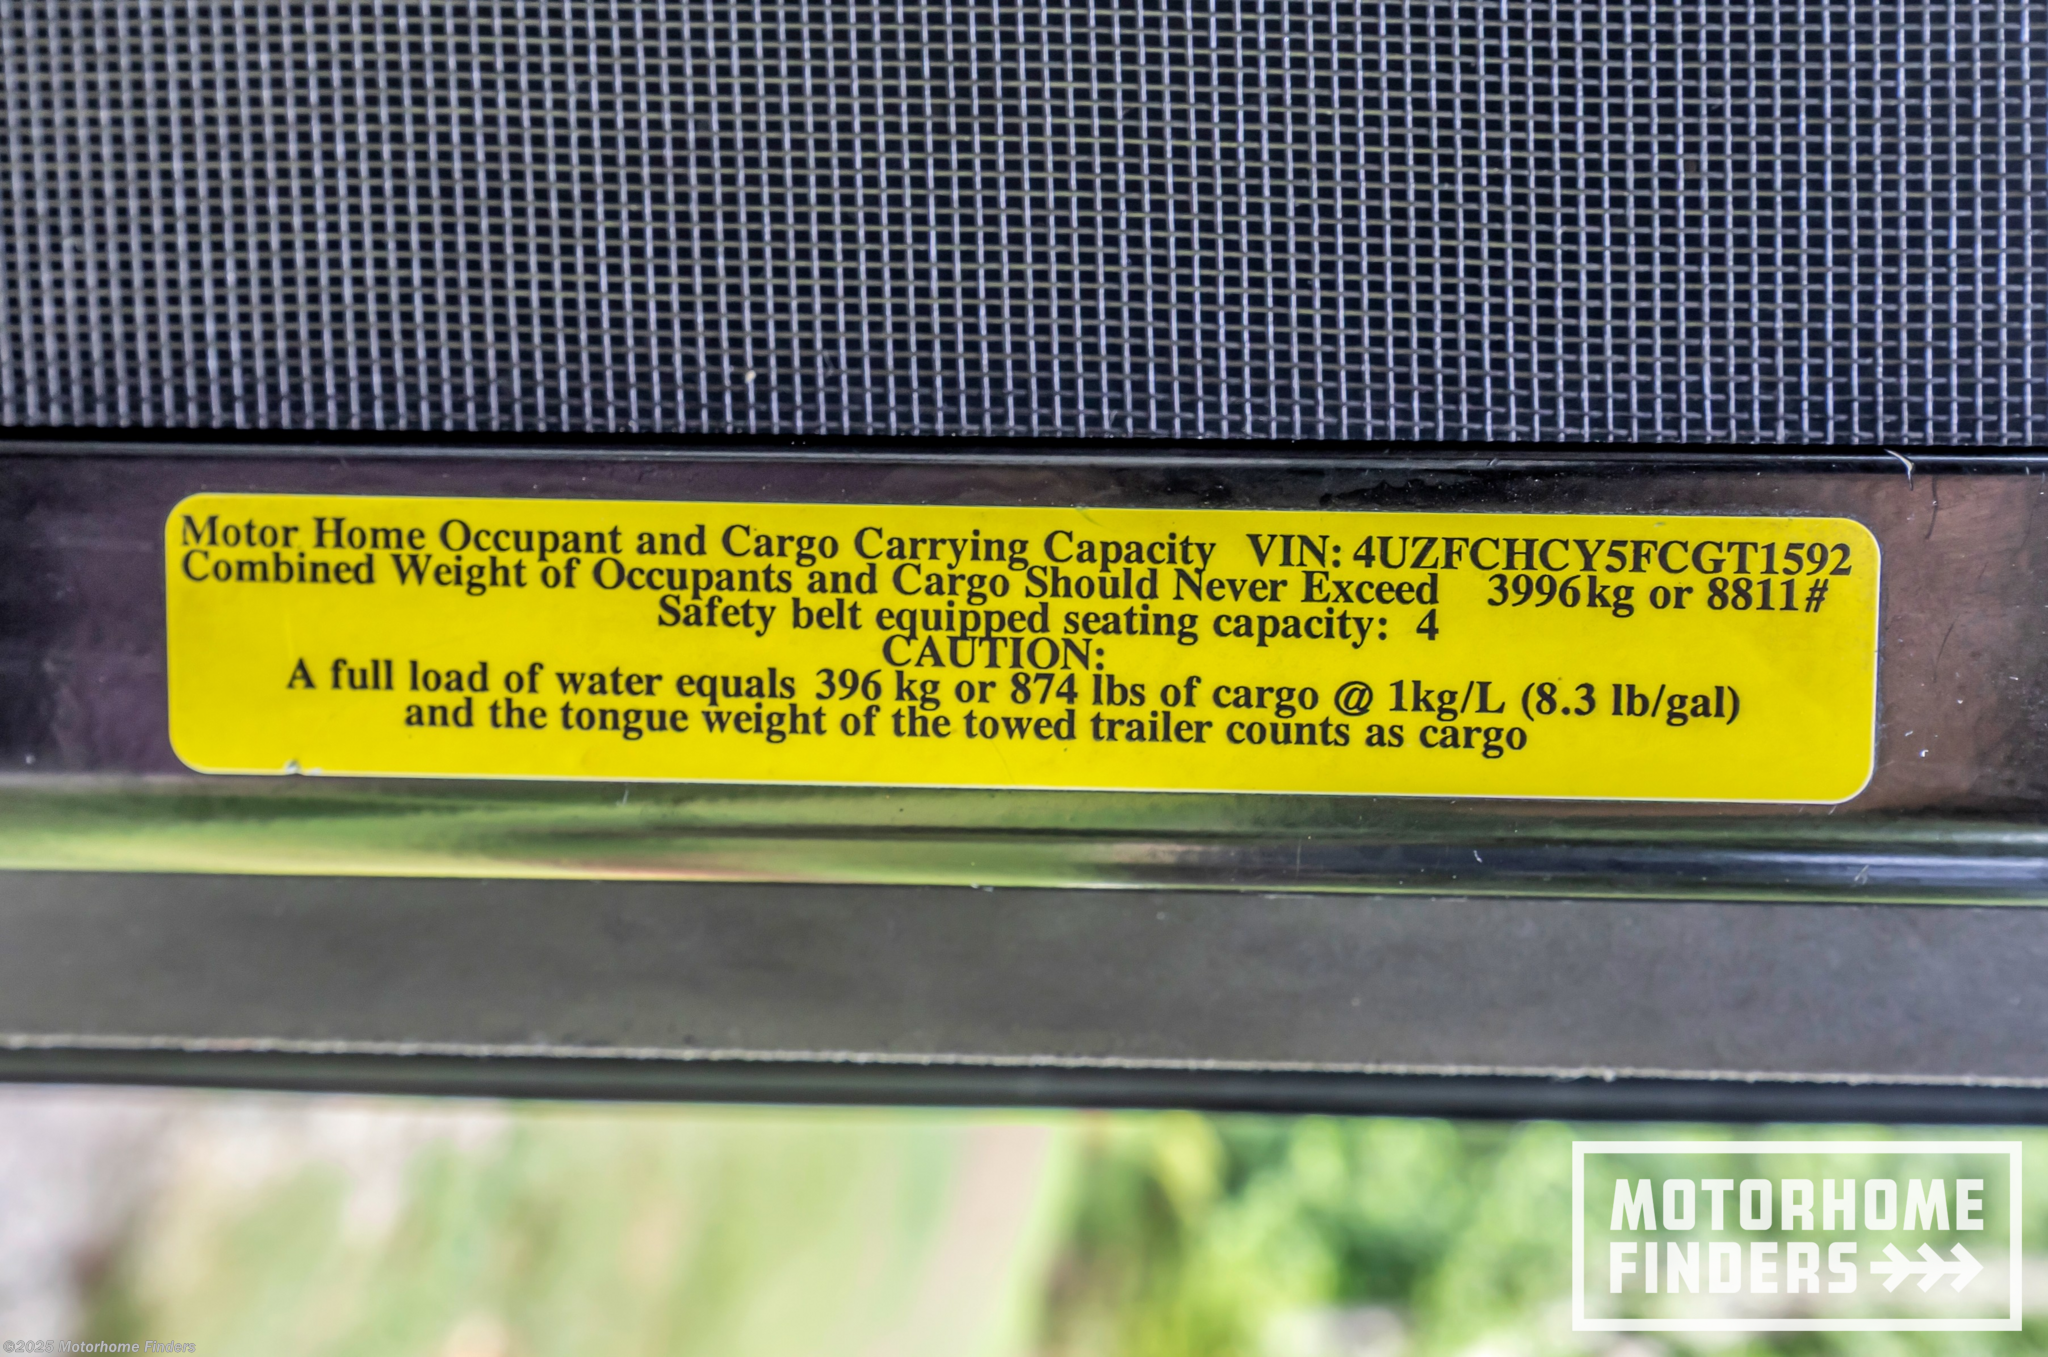 Motor Home Occupant and Cargo Carrying Capacity VIN: 4UZFCHCY5FCGT1592
Combined Weight of Occupants and Cargo Should Never Exceed 3996kg or 8811#
Safety belt equipped seating capacity: 4
CAUTION:
A full load of water equals 396 kg or 874 lbs of cargo @ 1kg/L (8.3 lb/gal)
and the tongue weight of the towed trailer counts as cargo
MOTORHOME
FINDERS
©2025 Motorhome Finders